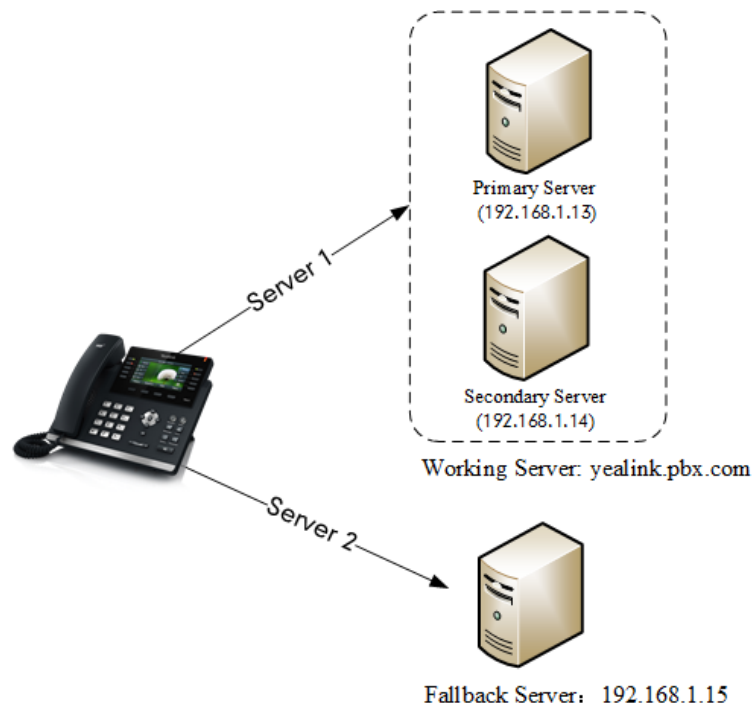 Primary Server
(192.168.1.13)
Server 1
Secondary Server
(192.168.1.14)
Working Server: yealink.pbx.com
Server 2
Fallback Server：192.168.1.15